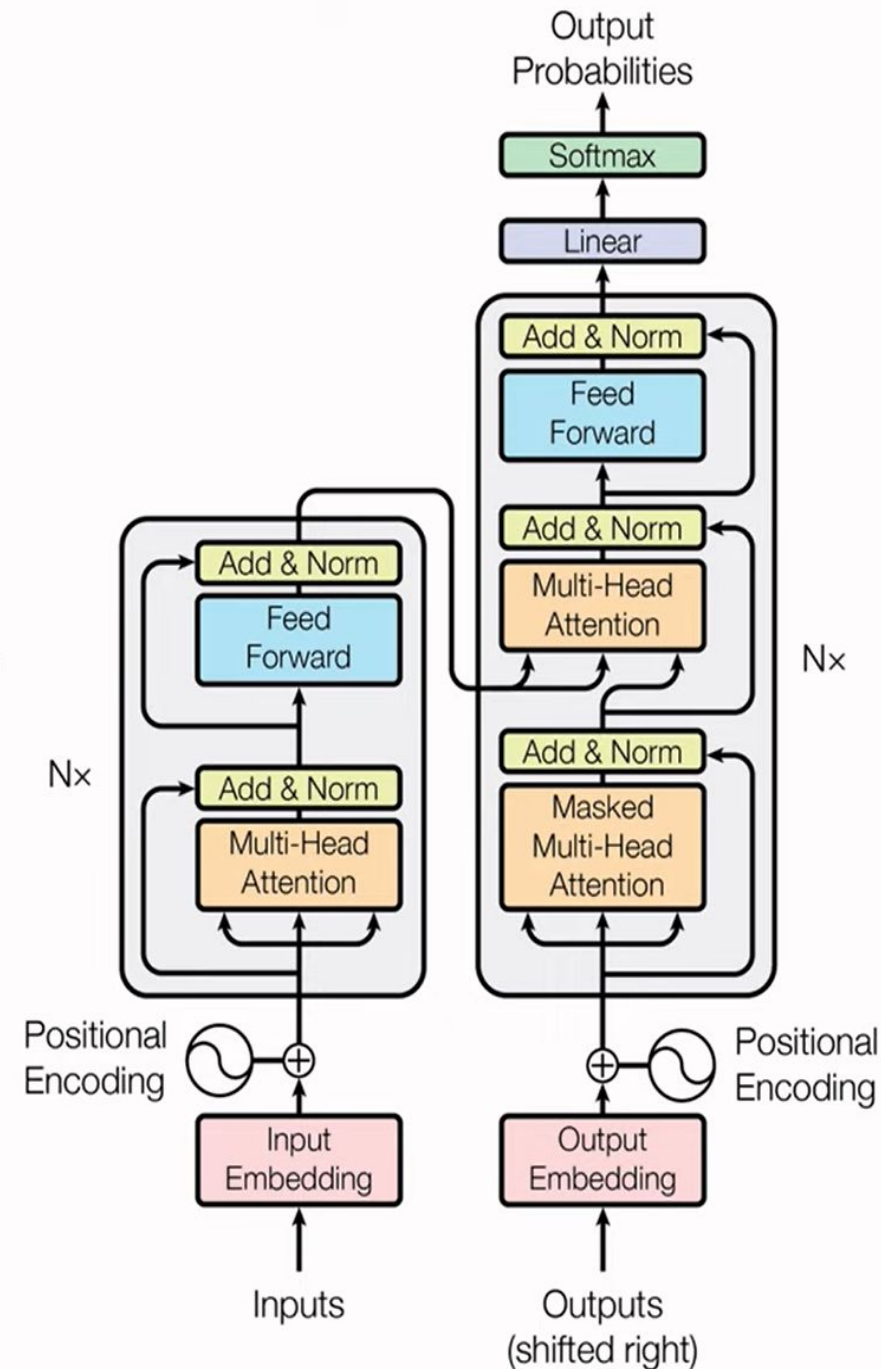 Output
Probabilities
Softmax
Linear
Add & Norm
Feed
Forward
Add & Norm
Multi-Head
Attention
Add & Norm
Masked
Multi-Head
Attention
N×
Add & Norm
Feed
Forward
Add & Norm
Multi-Head
Attention
N×
Positional
Encoding
Positional
Encoding
Input
Embedding
Output
Embedding
Inputs
Outputs
(shifted right)